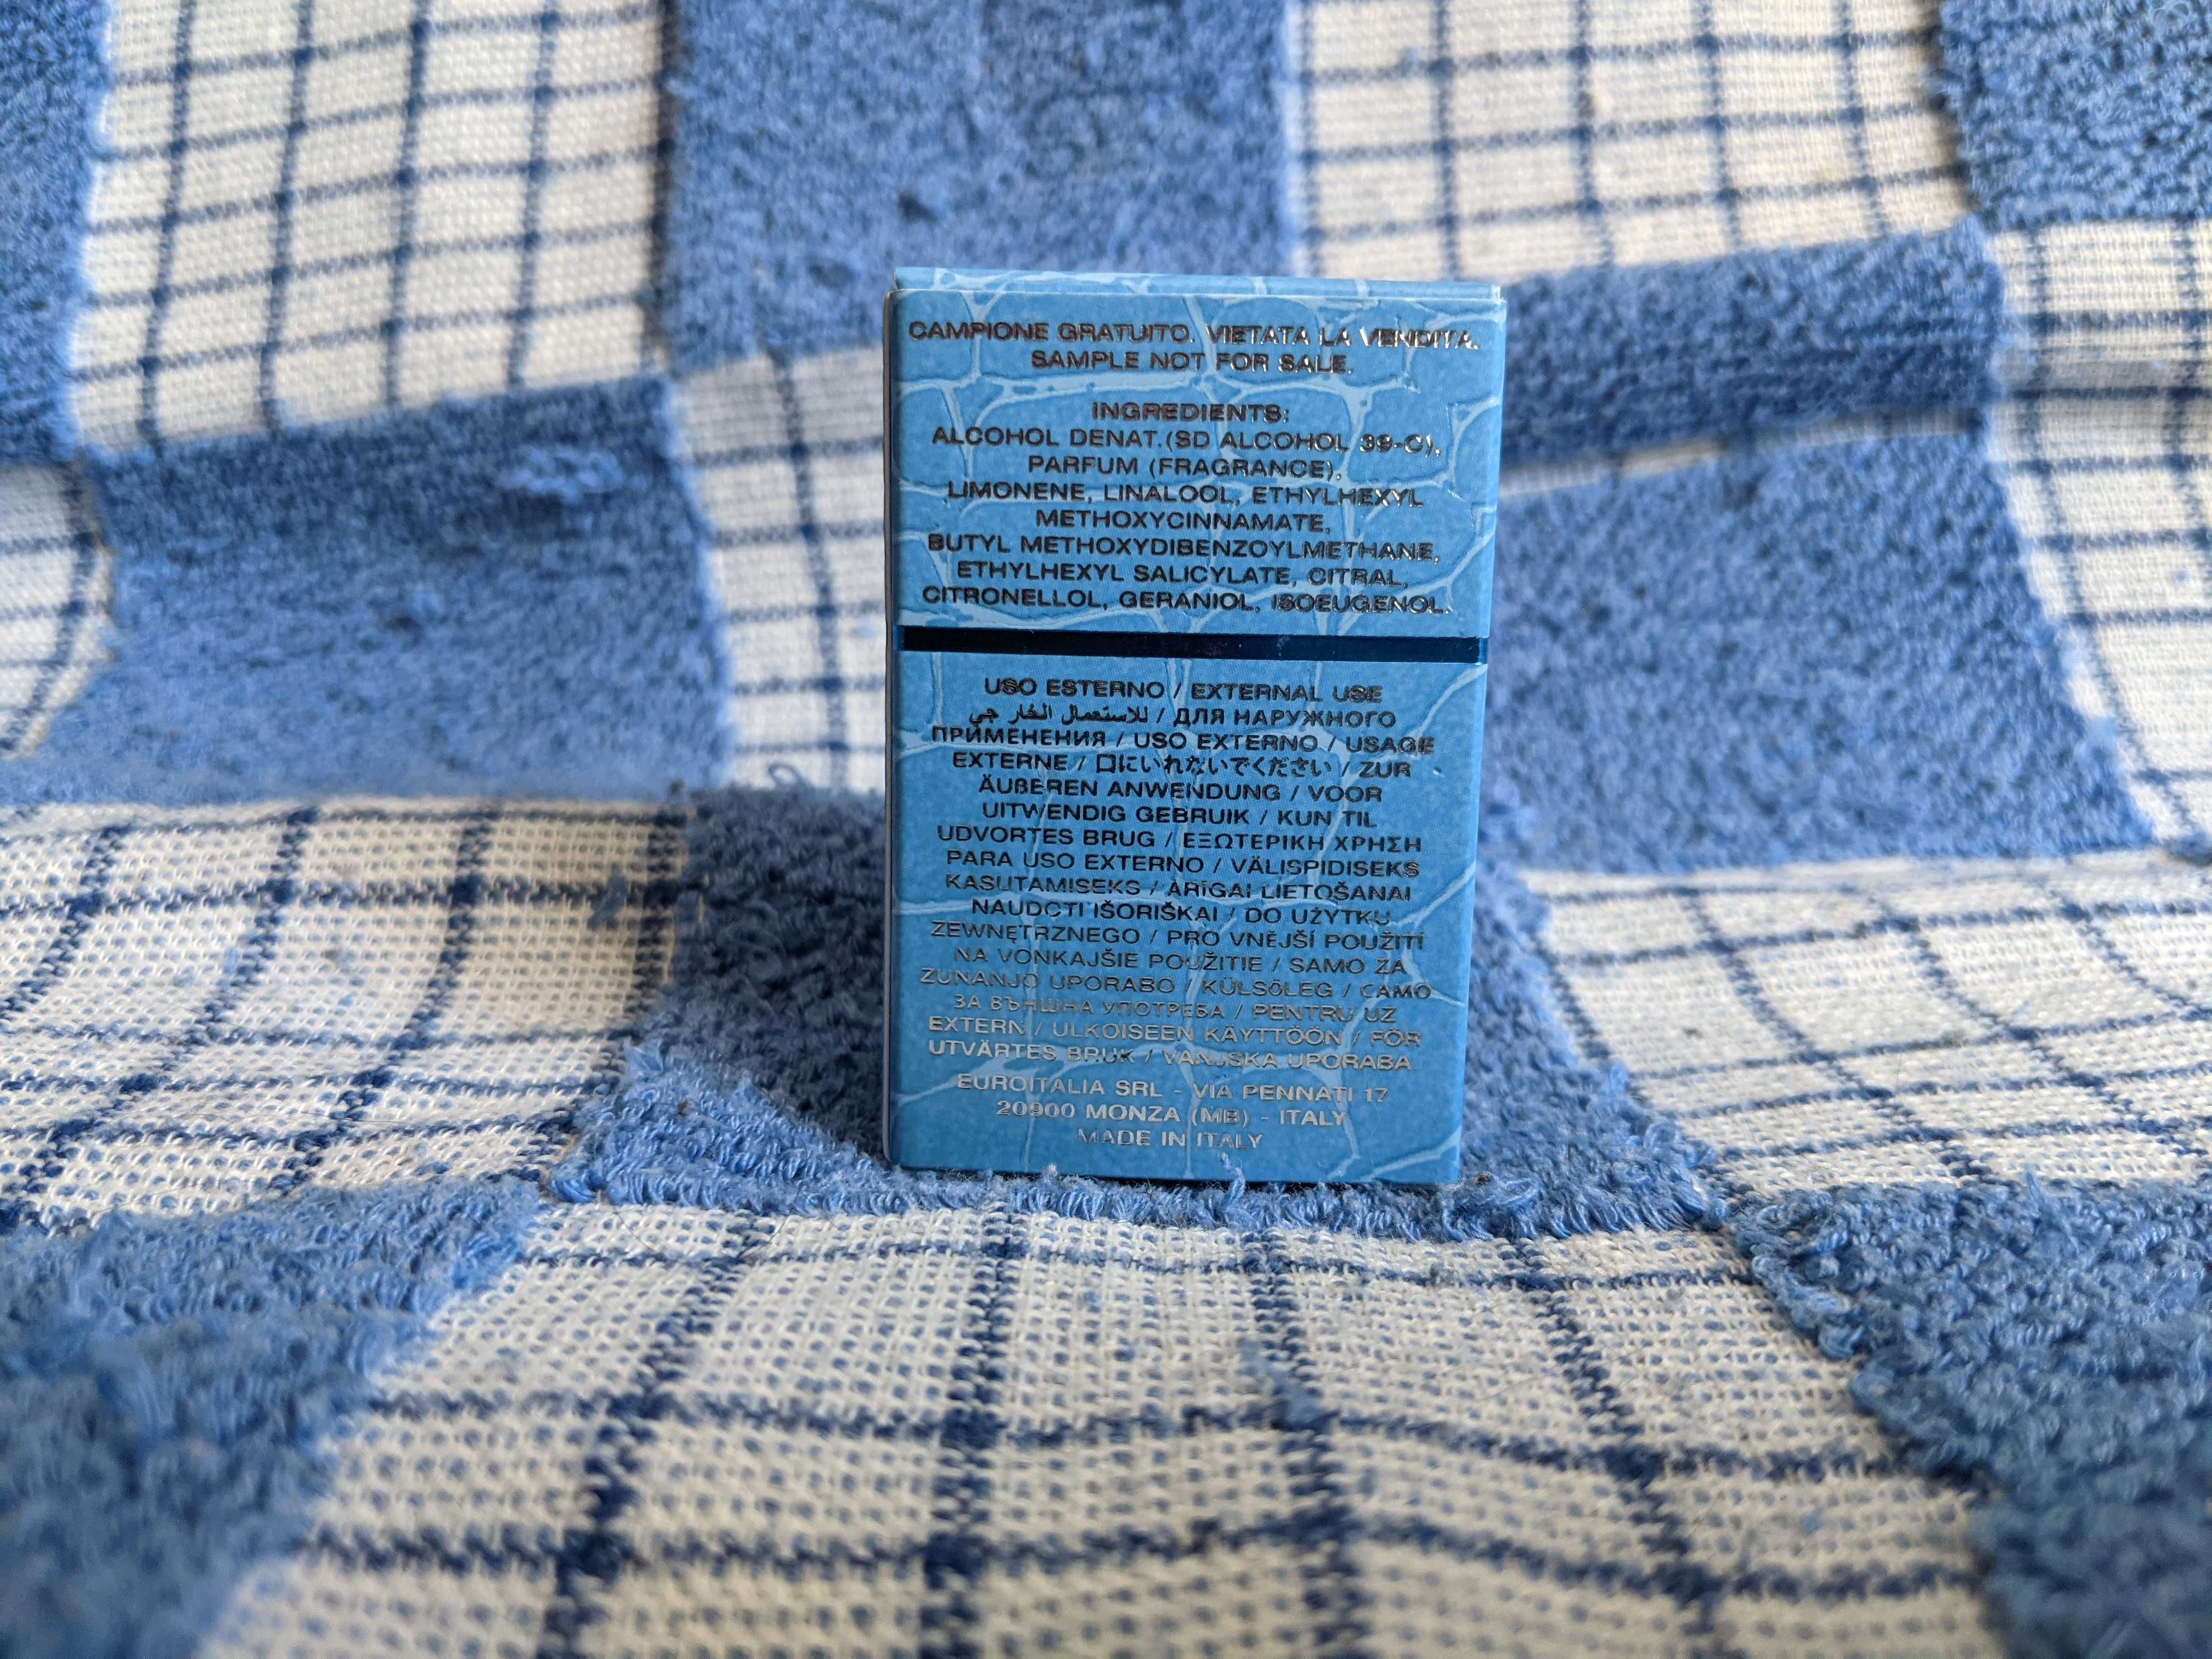 CAMPIONE GRATUITO. VIETATA LA VENDITA.
SAMPLE NOT FOR SALE.
INGREDIENTS:
ALCOHOL DENAT.(SD ALCOHOL 39-C),
PARFUM (FRAGRANCE),
LIMONENE, LINALOOL, ETHYLHEXYL
METHOXYCINNAMATE,
BUTYL METHOXYDIBENZOYLMETHANE,
ETHYLHEXYL SALICYLATE, CITRAL,
CITRONELLOL, GERANIOL, ISOEUGENOL.
USO ESTERNO / EXTERNAL USE
للاستعمال الخار جي / ДЛЯ НАРУЖНОГО
ПРИМЕНЕНИЯ / USO EXTERNO / USAGE
EXTERNE / 口にいれないでください / ZUR
ÄUßEREN ANWENDUNG / VOOR
UITWENDIG GEBRUIK / KUN TIL
UDVORTES BRUG / ΕΞΩΤΕΡΙΚΗ ΧΡΗΣΗ
PARA USO EXTERNO / VÄLISPIDISEKS
KASUTAMISEKS / ĀRĪGAI LIETOŠANAI
NAUDOTI IŠORIŠKAI / DO UŻYTKU
ZEWNĘTRZNEGO / PRO VNĚJŠÍ POUŽITÍ
NA VONKAJŠIE POUŽITIE / SAMO ZA
ZUNANJO UPORABO / KÜLSŐLEG / САМО
ЗА ВЪНШНА УПОТРЕБА / PENTRU UZ
EXTERN / ULKOISEEN KÄYTTÖÖN / FÖR
UTVÄRTES BRUK / VANJSKA UPORABA.
EUROITALIA SRL - VIA PENNATI 17
20900 MONZA (MB) - ITALY
MADE IN ITALY